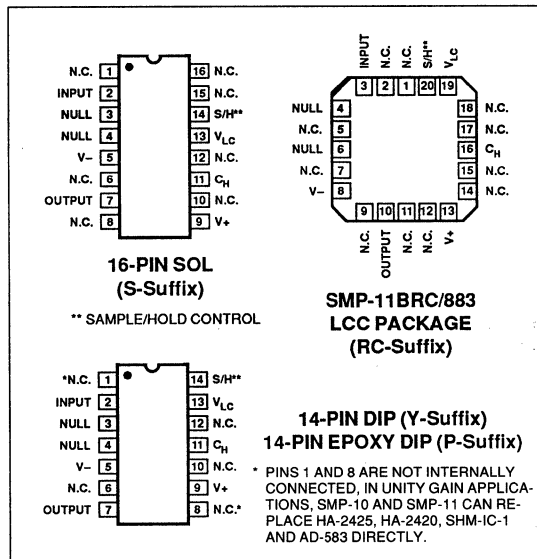 N.C. 1 16 N.C.
INPUT 2 15 N.C.
NULL 3 14 S/H**
NULL 4 13 VLC
V– 5 12 N.C.
N.C. 6 11 CH
OUTPUT 7 10 N.C.
N.C. 8 9 V+
16-PIN SOL
(S-Suffix)
** SAMPLE/HOLD CONTROL
INPUT N.C. N.C. S/H** VLC
3 2 1 20 19
NULL 4 18 N.C.
N.C. 5 17 N.C.
NULL 6 16 CH
N.C. 7 15 N.C.
V– 8 14 N.C.
9 10 11 12 13
N.C. OUTPUT N.C. N.C. V+
SMP-11BRC/883
LCC PACKAGE
(RC-Suffix)
*N.C. 1 14 S/H**
INPUT 2 13 VLC
NULL 3 12 N.C.
NULL 4 11 CH
V– 5 10 N.C.
N.C. 6 9 V+
OUTPUT 7 8 N.C.*
14-PIN DIP (Y-Suffix)
14-PIN EPOXY DIP (P-Suffix)
* PINS 1 AND 8 ARE NOT INTERNALLY
CONNECTED, IN UNITY GAIN APPLICA-
TIONS, SMP-10 AND SMP-11 CAN RE-
PLACE HA-2425, HA-2420, SHM-IC-1
AND AD-583 DIRECTLY.